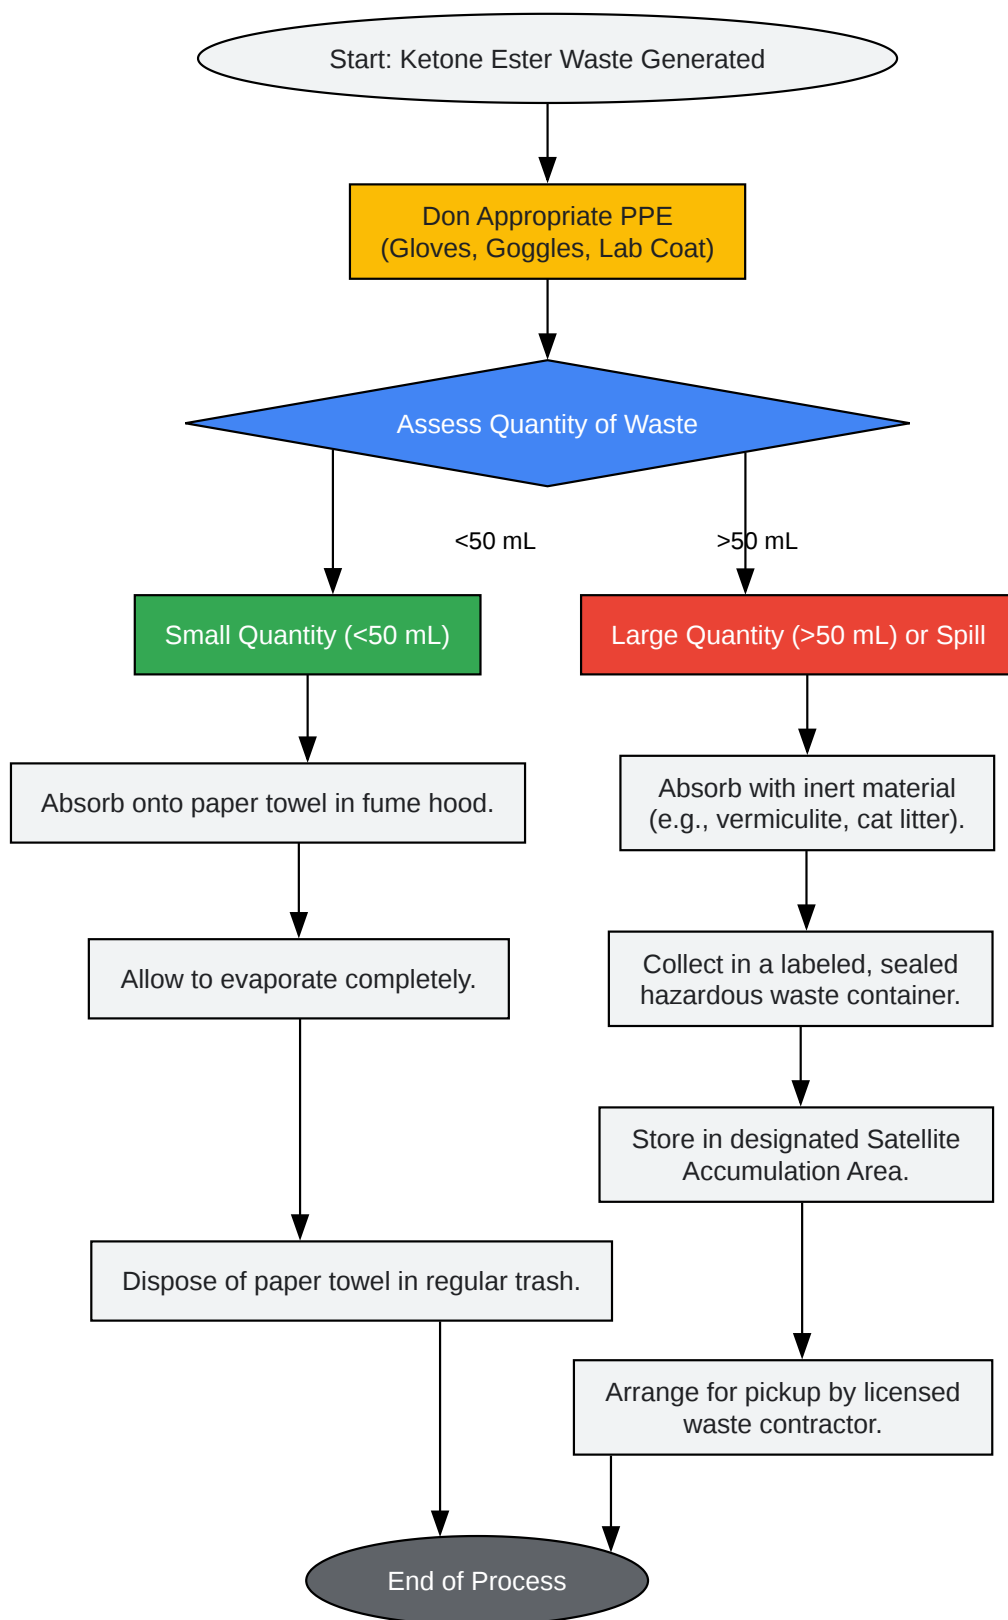 Start: Ketone Ester Waste Generated
Don Appropriate PPE
(Gloves, Goggles, Lab Coat)
Assess Quantity of Waste
<50 mL
>50 mL
Small Quantity (<50 mL)
Large Quantity (>50 mL) or Spill
Absorb onto paper towel in fume hood.
Absorb with inert material
(e.g., vermiculite, cat litter).
Allow to evaporate completely.
Collect in a labeled, sealed
hazardous waste container.
Store in designated Satellite
Accumulation Area.
Dispose of paper towel in regular trash.
Arrange for pickup by licensed
waste contractor.
End of Process